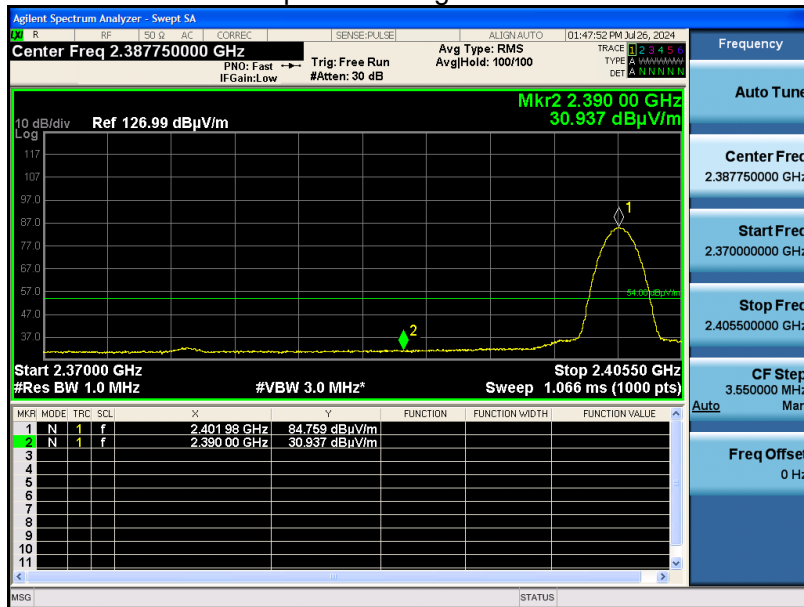 Agilent Spectrum Analyzer - Swept SA
LXI R RF 50 Ω AC CORREC SENSE:PULSE ALIGN AUTO 01:47:52 PM Jul 26, 2024
Center Freq 2.387750000 GHz
PNO: Fast
IFGain:Low
Trig: Free Run
#Atten: 30 dB
Avg Type: RMS
Avg|Hold: 100/100
TRACE 1 2 3 4 5 6
TYPE A WWWWW
DET A N N N N N
Mkr2 2.390 00 GHz
30.937 dBµV/m
10 dB/div Ref 126.99 dBµV/m
Log
117
107
97.0
87.0
77.0
67.0
57.0
47.0
37.0
1
54.00 dBµV/m
2
Start 2.37000 GHz Stop 2.40550 GHz
#Res BW 1.0 MHz #VBW 3.0 MHz* Sweep 1.066 ms (1000 pts)
MKR MODE TRC SCL X Y FUNCTION FUNCTION WIDTH FUNCTION VALUE
1 N 1 f 2.401 98 GHz 84.759 dBµV/m
2 N 1 f 2.390 00 GHz 30.937 dBµV/m
3
4
5
6
7
8
9
10
11
MSG STATUS
Frequency
Auto Tune
Center Freq
2.387750000 GHz
Start Freq
2.370000000 GHz
Stop Freq
2.405500000 GHz
CF Step
3.550000 MHz
Auto Man
Freq Offset
0 Hz